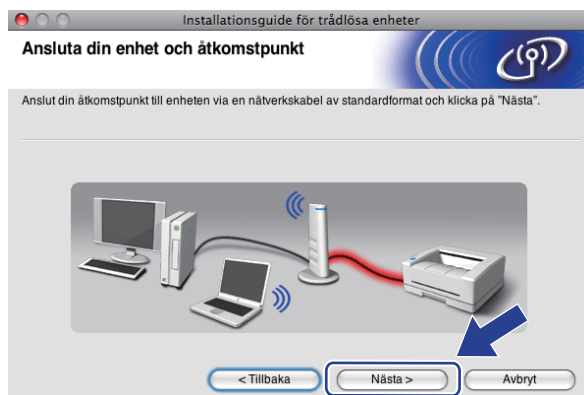 Installationsguide för trådlösa enheter
Ansluta din enhet och åtkomstpunkt
Anslut din åtkomstpunkt till enheten via en nätverkskabel av standardformat och klicka på "Nästa".
< Tillbaka
Nästa >
Avbryt